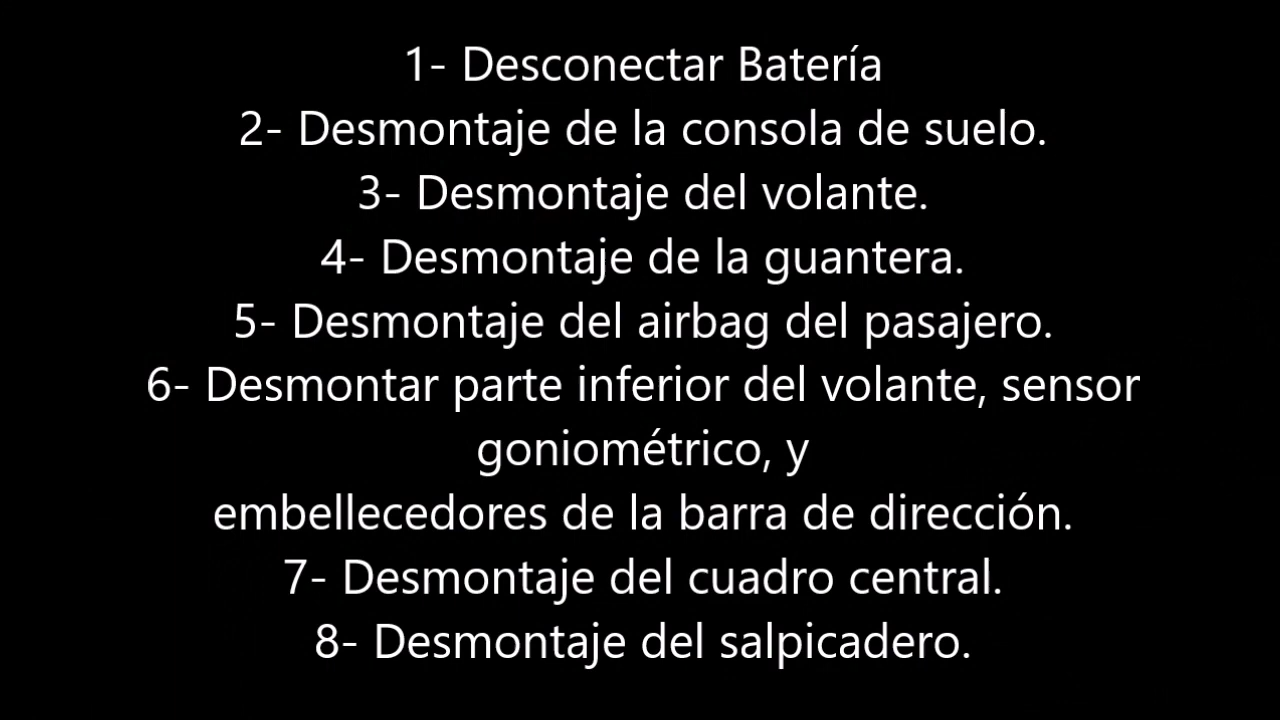 1- Desconectar Batería
2- Desmontaje de la consola de suelo.
3- Desmontaje del volante.
4- Desmontaje de la guantera.
5- Desmontaje del airbag del pasajero.
6- Desmontar parte inferior del volante, sensor
goniométrico, y
embellecedores de la barra de dirección.
7- Desmontaje del cuadro central.
8- Desmontaje del salpicadero.